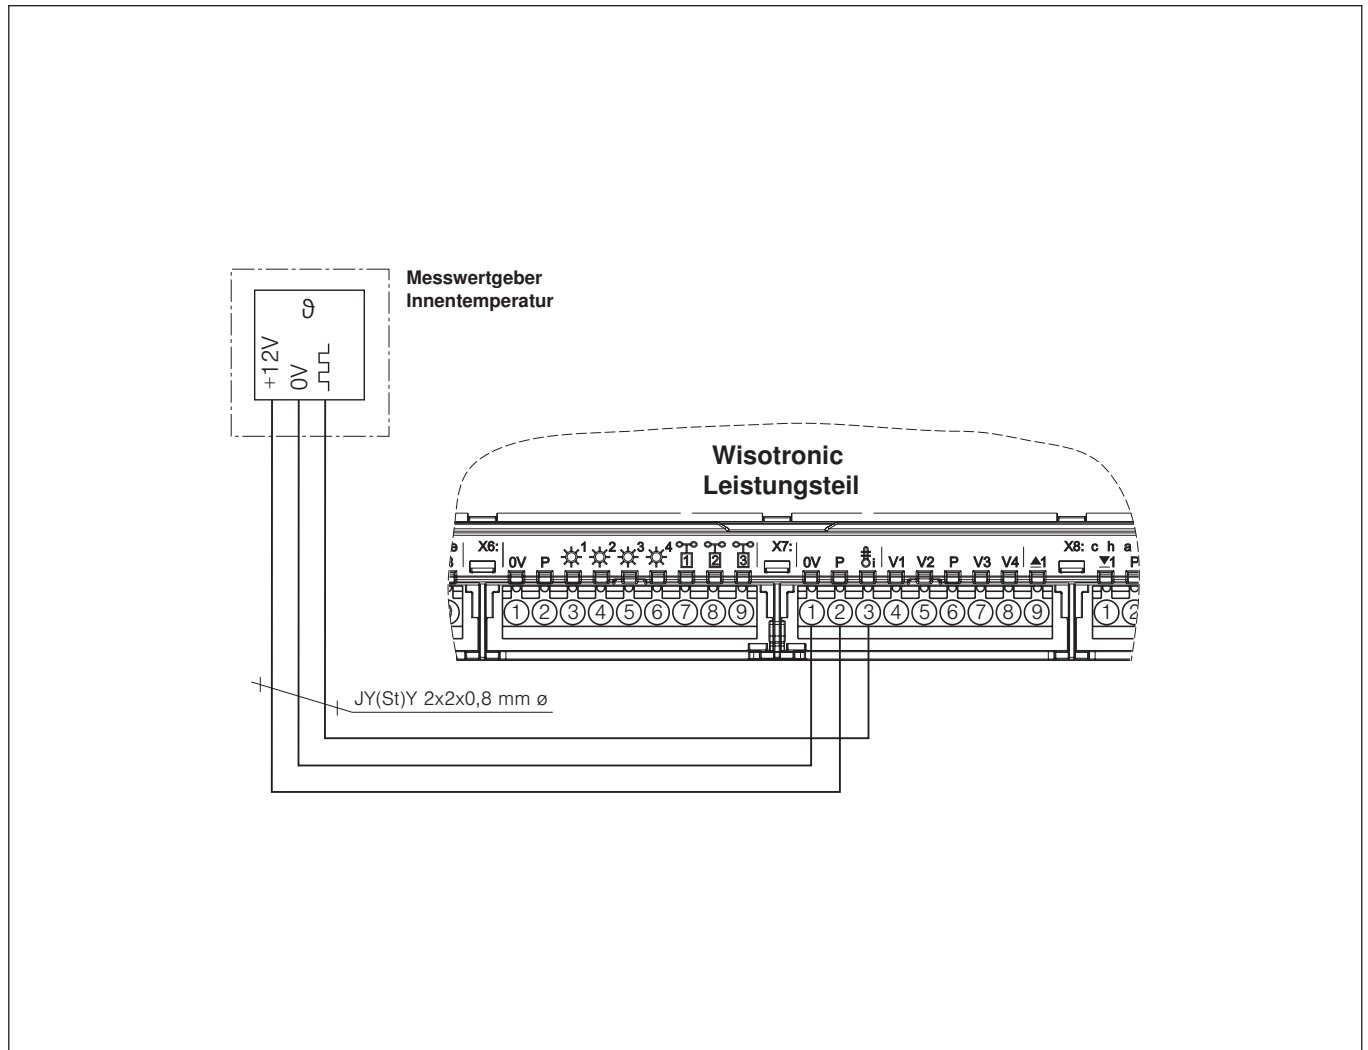 Messwertgeber
Innentemperatur
ϑ
+12V
0V
Wisotronic
Leistungsteil
X6: 0V P 1 2 3 4 1 2 3
X7: 0V P i V1 V2 P V3 V4 ▲1
X8: c h a
▼1 P
1 2 3 4 5 6 7 8 9
1 2 3 4 5 6 7 8 9
1 2
JY(St)Y 2x2x0,8 mm ø